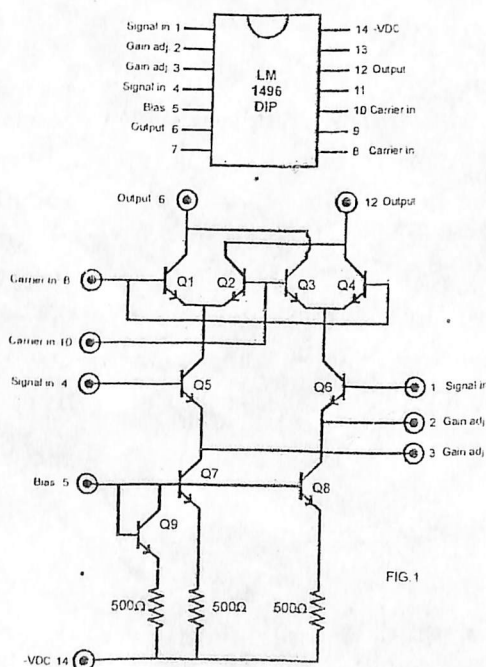 Signal in 1
Gain adj. 2
Gain adj. 3
Signal in 4
Bias 5
Output 6
7
LM
1496
DIP
14 -VDC
13
12 Output
11
10 Carrier in
9
8 Carrier in
Output 6
12 Output
Q1
Q2
Q3
Q4
Carrier in 8
Carrier in 10
Signal in 4
Q5
Q6
1 Signal in
2 Gain adj
3 Gain adj
Bias 5
Q7
Q8
Q9
FIG.1
500Ω
500Ω
500Ω
-VDC 14